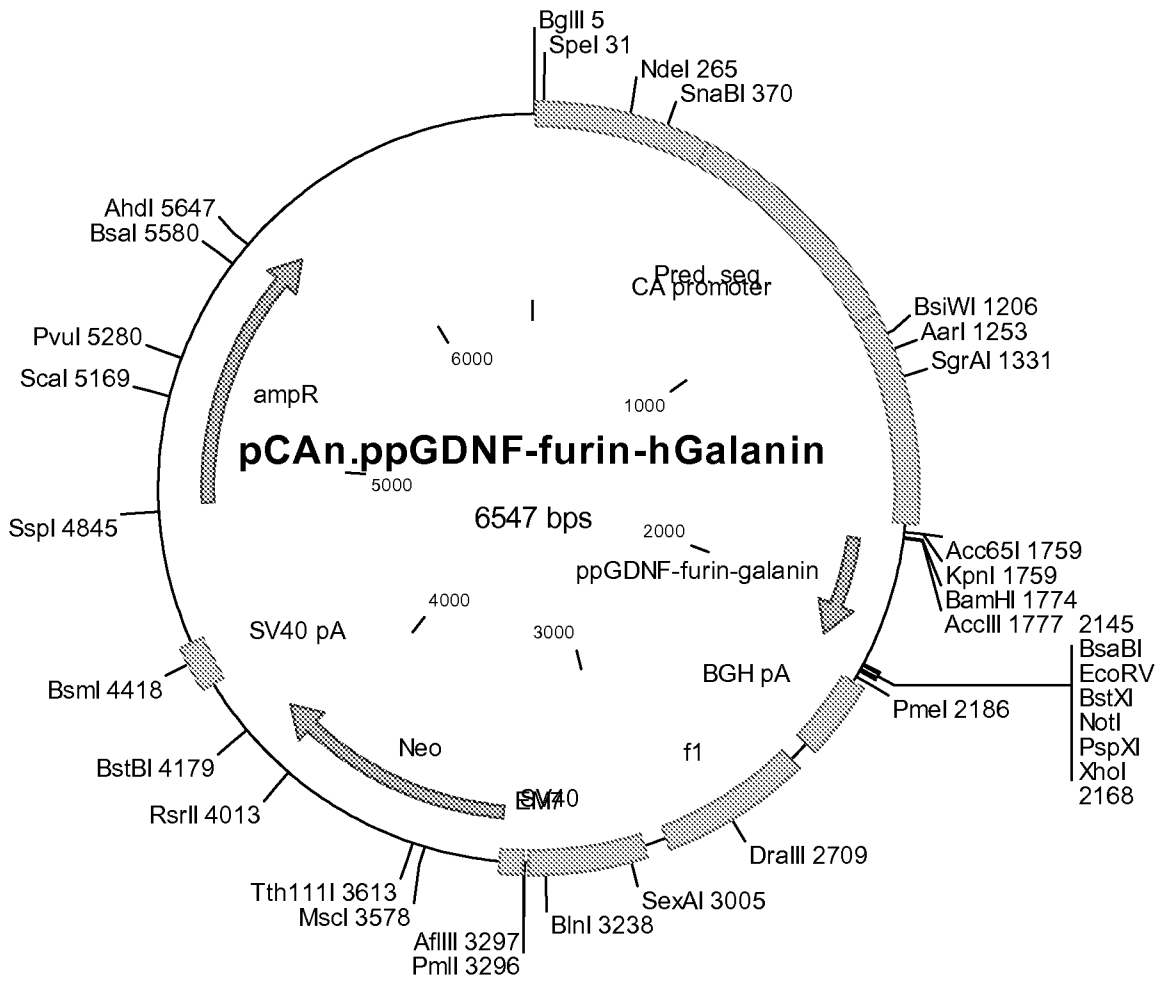 BglII 5
SpeI 31
NdeI 265
SnaBI 370
AhdI 5647
BsaI 5580
Pred. seq
CA promoter
BsiWI 1206
AarI 1253
SgrAI 1331
PvuI 5280
ScaI 5169
6000
ampR
1000
pCAn.ppGDNF-furin-hGalanin
5000
6547 bps
SspI 4845
2000
Acc65I 1759
KpnI 1759
BamHI 1774
AccIII 1777
ppGDNF-furin-galanin
4000
SV40 pA
3000
2145
BsaBI
EcoRV
BstXI
NotI
PspXI
XhoI
2168
BGH pA
BsmI 4418
PmeI 2186
Neo
f1
BstBI 4179
EM7
SV40
RsrII 4013
DraIII 2709
Tth111I 3613
MscI 3578
SexAI 3005
BlnI 3238
AflIII 3297
PmlI 3296